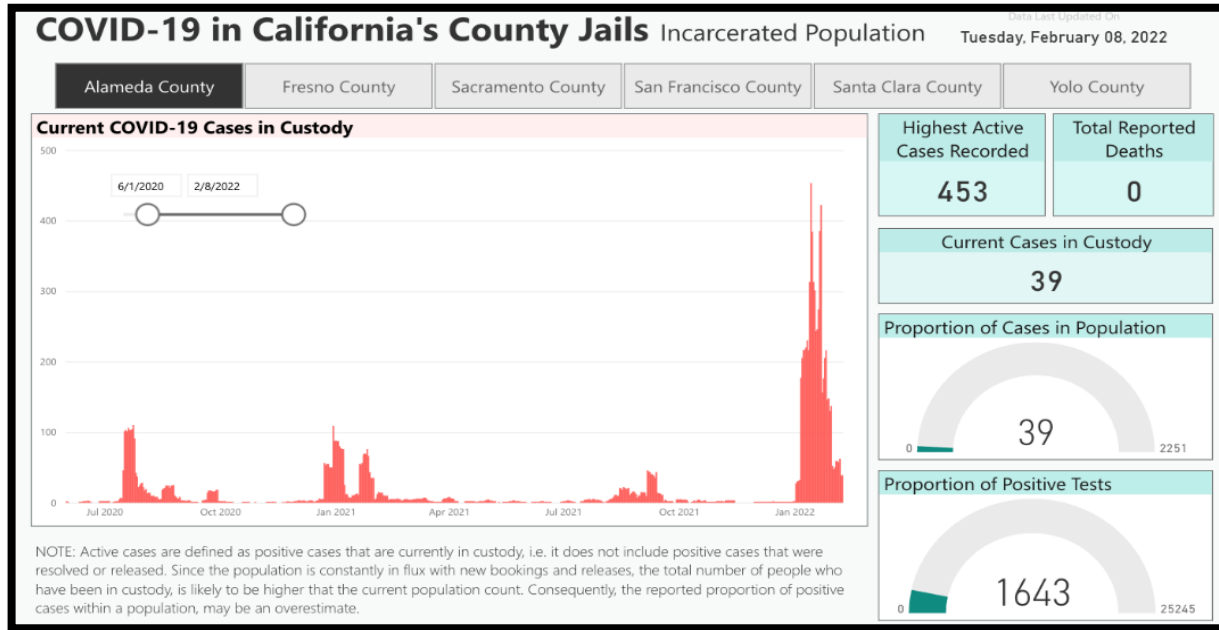 COVID-19 in California's County Jails Incarcerated Population
Data Last Updated On
Tuesday, February 08, 2022
Alameda County
Fresno County
Sacramento County
San Francisco County
Santa Clara County
Yolo County
Current COVID-19 Cases in Custody
500
6/1/2020
2/8/2022
400
300
200
100
0
Jul 2020
Oct 2020
Jan 2021
Apr 2021
Jul 2021
Oct 2021
Jan 2022
Highest Active
Cases Recorded
453
Total Reported
Deaths
0
Current Cases in Custody
39
Proportion of Cases in Population
39
0
2251
Proportion of Positive Tests
1643
0
25245
NOTE: Active cases are defined as positive cases that are currently in custody, i.e. it does not include positive cases that were
resolved or released. Since the population is constantly in flux with new bookings and releases, the total number of people who
have been in custody, is likely to be higher that the current population count. Consequently, the reported proportion of positive
cases within a population, may be an overestimate.